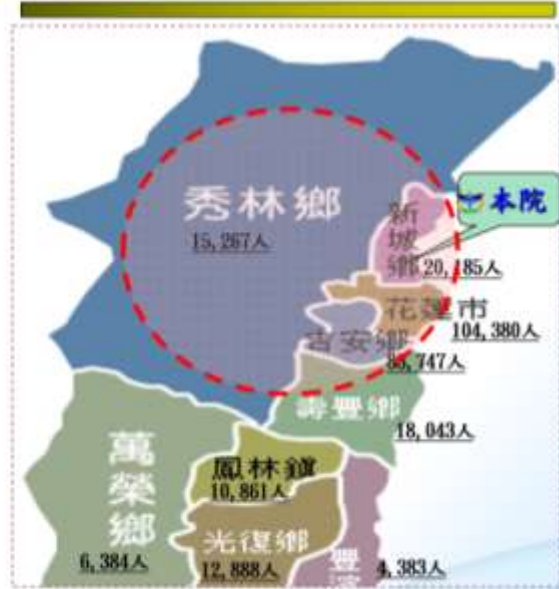 秀林鄉
15,267人
本院
新城鄉
20,185人
花蓮市
104,380人
吉安鄉
747人
壽豐鄉
18,043人
萬榮鄉
6,384人
鳳林鎮
10,861人
光復鄉
12,888人
豐濱
4,383人